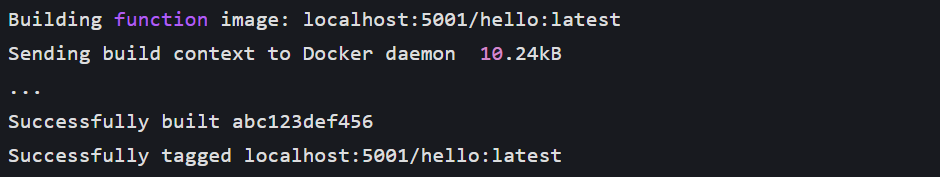 Building function image: localhost:5001/hello:latest
Sending build context to Docker daemon  10.24kB
...
Successfully built abc123def456
Successfully tagged localhost:5001/hello:latest